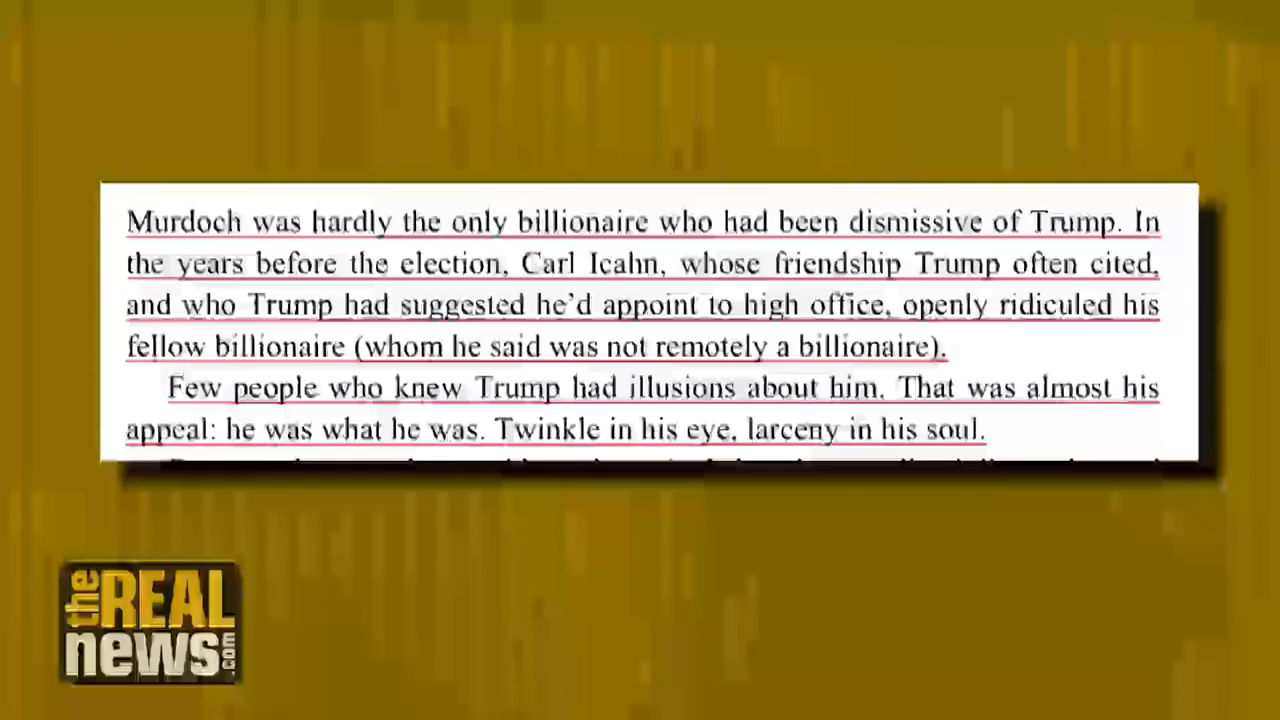 Murdoch was hardly the only billionaire who had been dismissive of Trump. In
the years before the election, Carl Icahn, whose friendship Trump often cited,
and who Trump had suggested he'd appoint to high office, openly ridiculed his
fellow billionaire (whom he said was not remotely a billionaire).
Few people who knew Trump had illusions about him. That was almost his
appeal: he was what he was. Twinkle in his eye, larceny in his soul.
the REAL
news.com